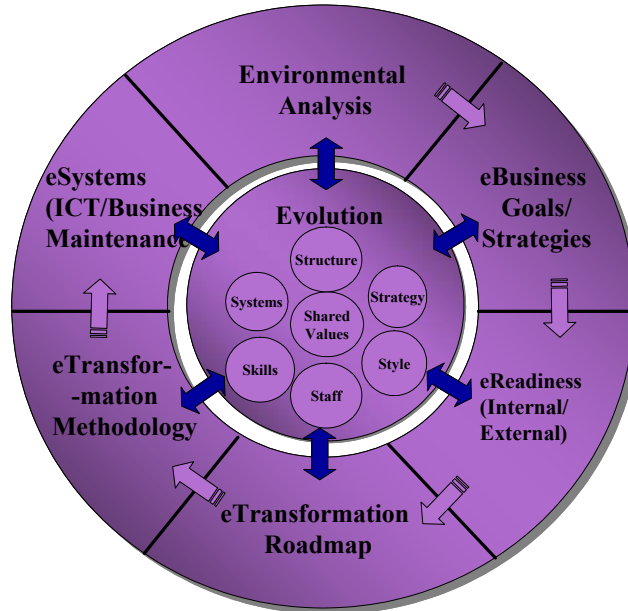 Environmental
Analysis
eBusiness
Goals/
Strategies
eReadiness
(Internal/
External)
eTransformation
Roadmap
eTransfor-
-mation
Methodology
eSystems
(ICT/Business
Maintenance
Evolution
Structure
Systems
Strategy
Shared
Values
Skills
Style
Staff